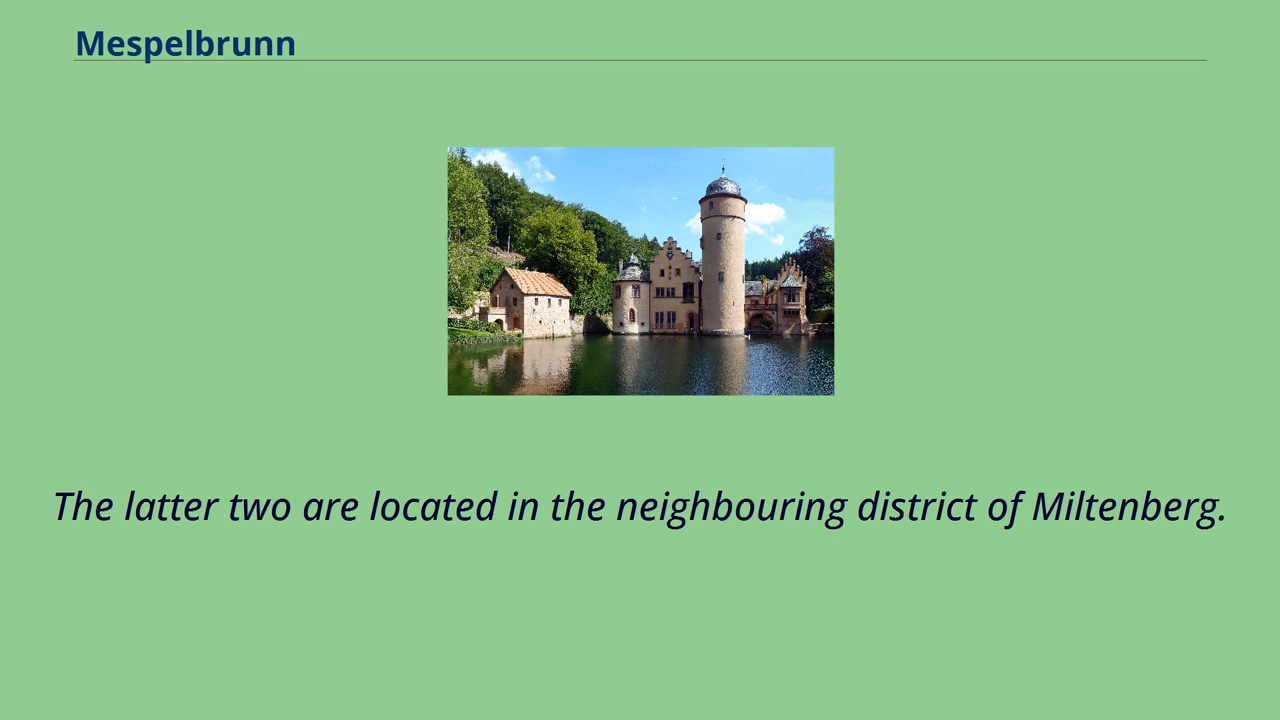 Mespelbrunn
The latter two are located in the neighbouring district of Miltenberg.